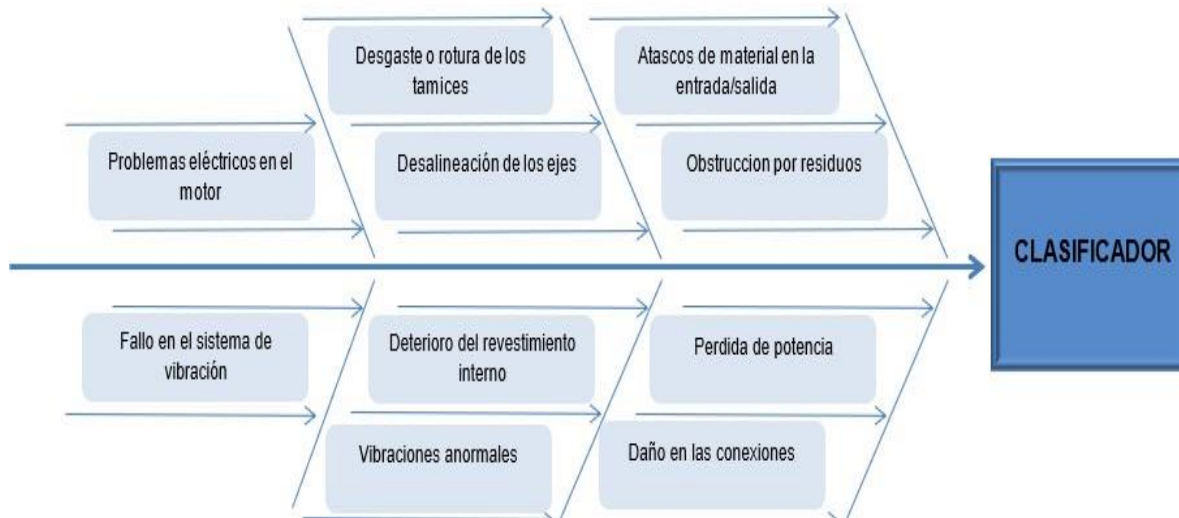 Desgaste o rotura de los
tamices
Atascos de material en la
entrada/salida
Problemas eléctricos en el
motor
Desalineación de los ejes
Obstruccion por residuos
CLASIFICADOR
Fallo en el sistema de
vibración
Deterioro del revestimiento
interno
Perdida de potencia
Vibraciones anormales
Daño en las conexiones